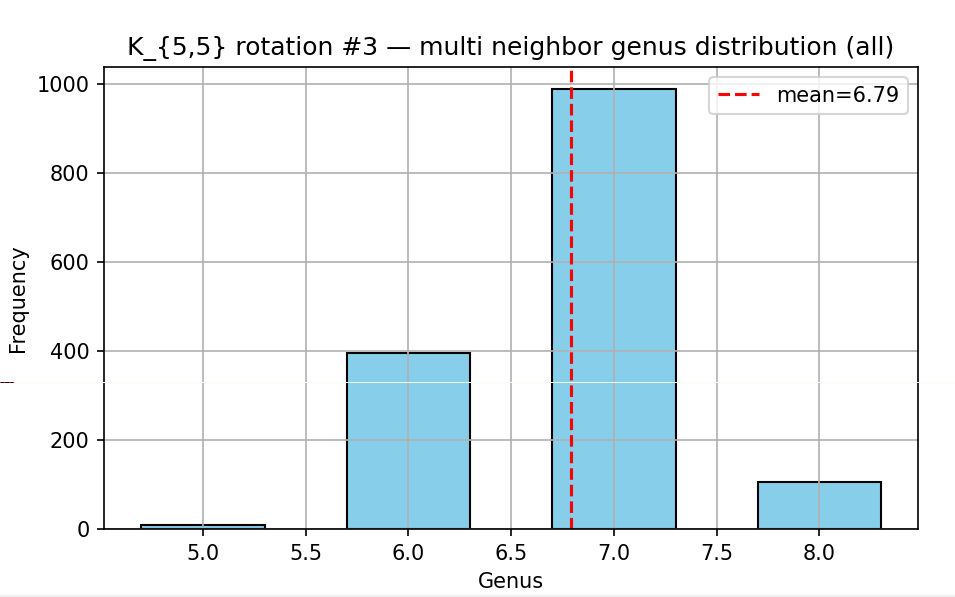 K_{5,5} rotation #3 — multi neighbor genus distribution (all)
mean=6.79
Frequency
1000
800
600
400
200
0
5.0 5.5 6.0 6.5 7.0 7.5 8.0
Genus